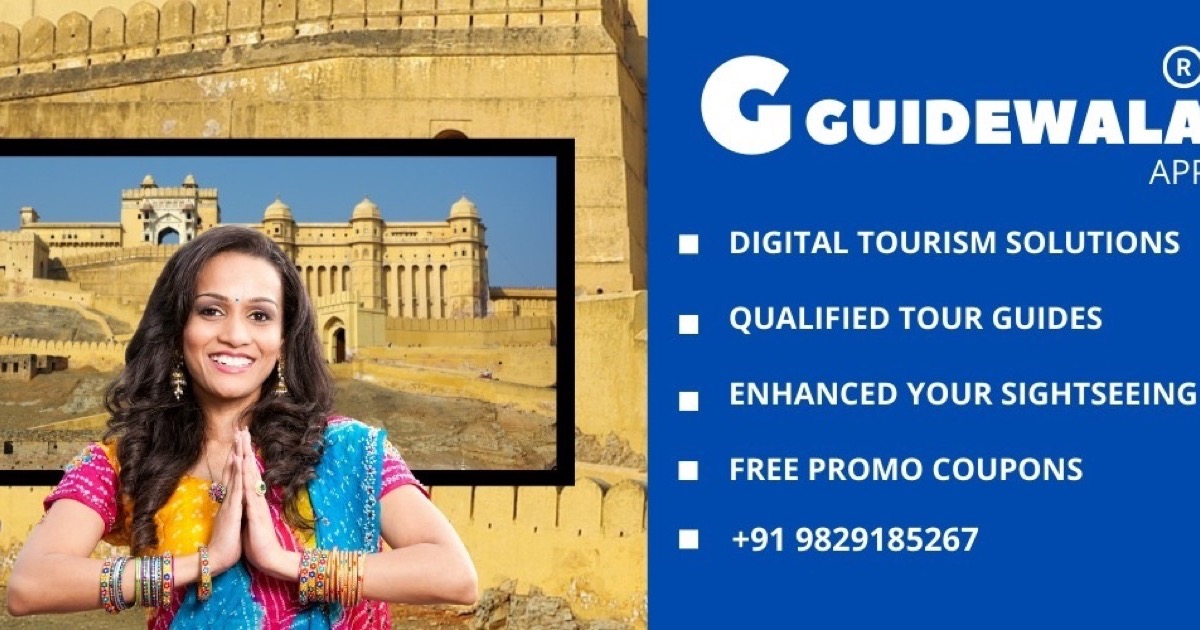 ®
G GUIDEWALA
APP
DIGITAL TOURISM SOLUTIONS
QUALIFIED TOUR GUIDES
ENHANCED YOUR SIGHTSEEING
FREE PROMO COUPONS
+91 9829185267